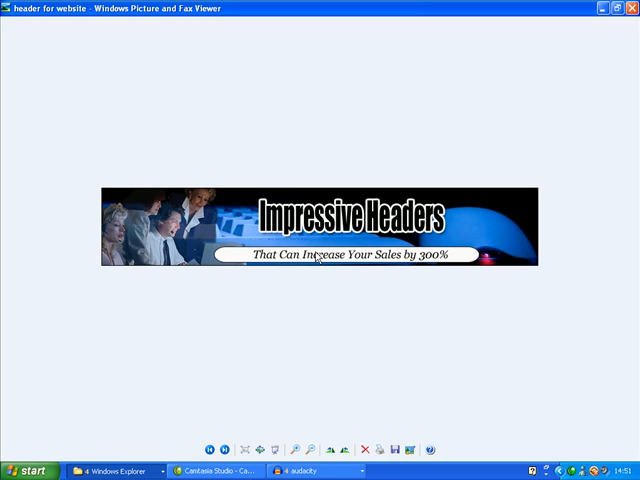 header for website - Windows Picture and Fax Viewer
Impressive Headers
That Can Increase Your Sales by 300%
start
4 Windows Explorer
Camtasia Studio - Ca...
4 audacity
14:51